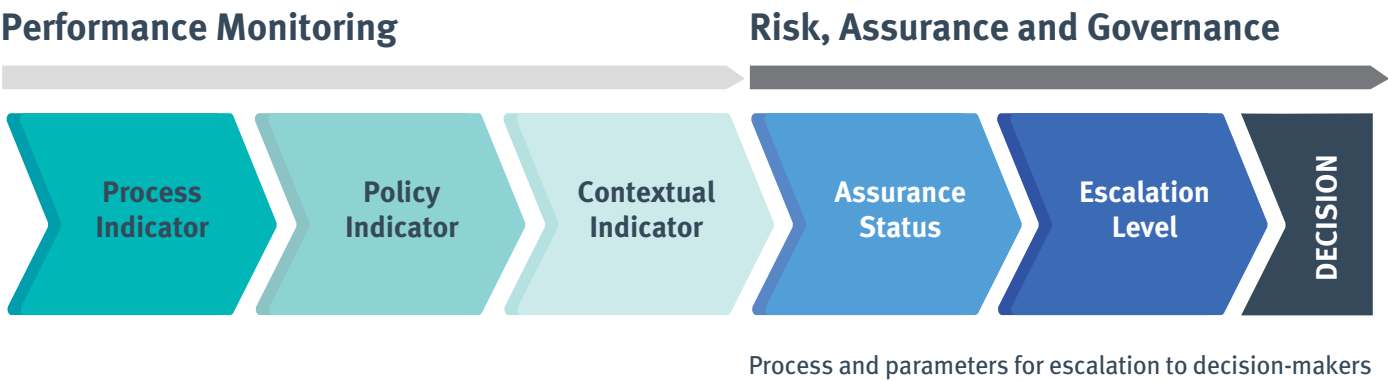 Performance Monitoring
Risk, Assurance and Governance
Process
Indicator
Policy
Indicator
Contextual
Indicator
Assurance
Status
Escalation
Level
DECISION
Process and parameters for escalation to decision-makers